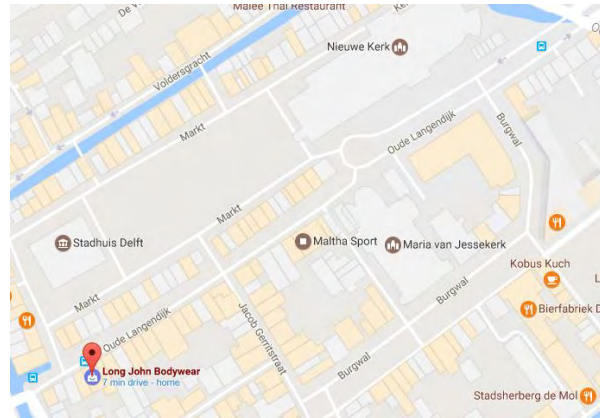 Malee Thai Restaurant
De V
Ke
Nieuwe Kerk
Voldersgracht
Markt
Oude Langendijk
Burgwal
Markt
Stadhuis Delft
Maltha Sport
Maria van Jessekerk
Kobus Kuch
L
Burgwal
Markt
Oude Langendijk
Jacob Gerritstraat
Bierfabriek D
Burgwal
Long John Bodywear
7 min drive - home
Stadsherberg de Mol